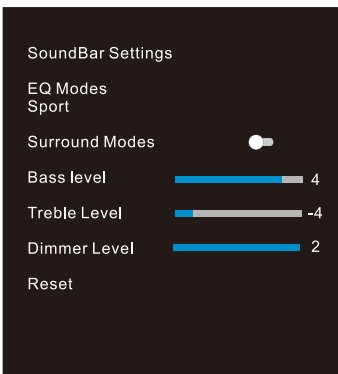 SoundBar Settings
EQ Modes
Sport
Surround Modes
Bass level 4
Treble Level -4
Dimmer Level 2
Reset